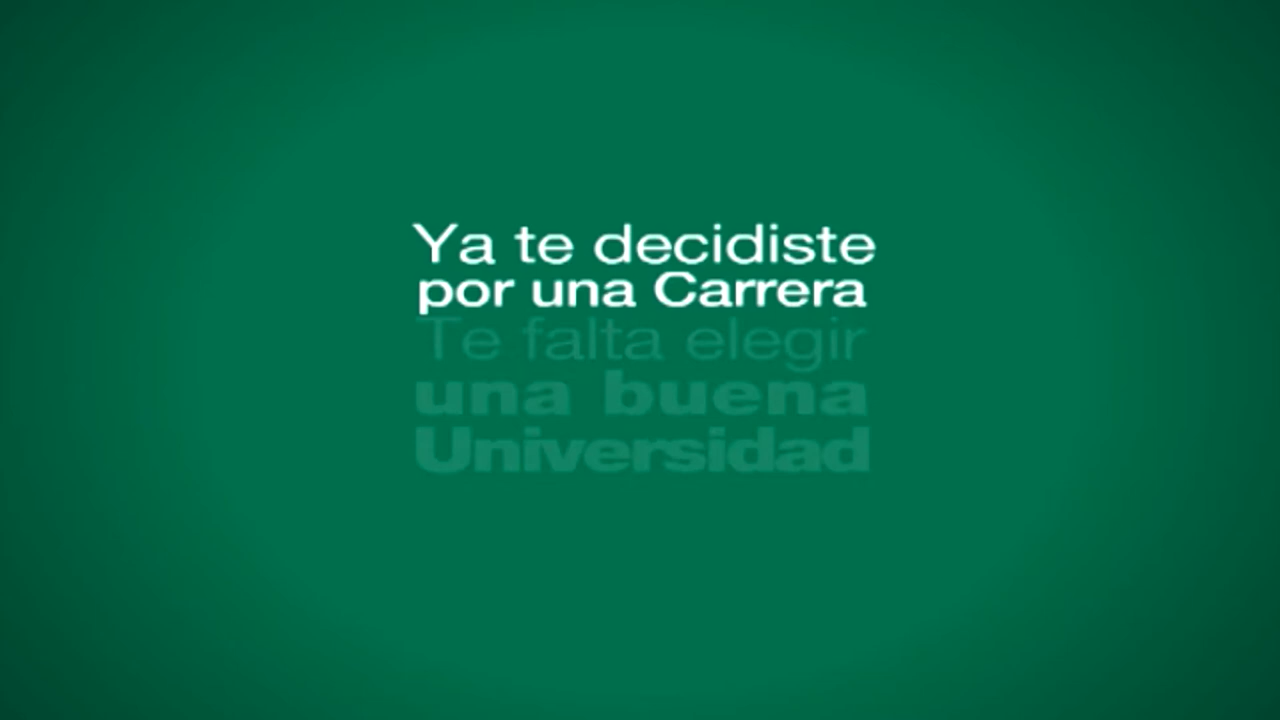 Ya te decidiste
por una Carrera
Te falta elegir
una buena
Universidad